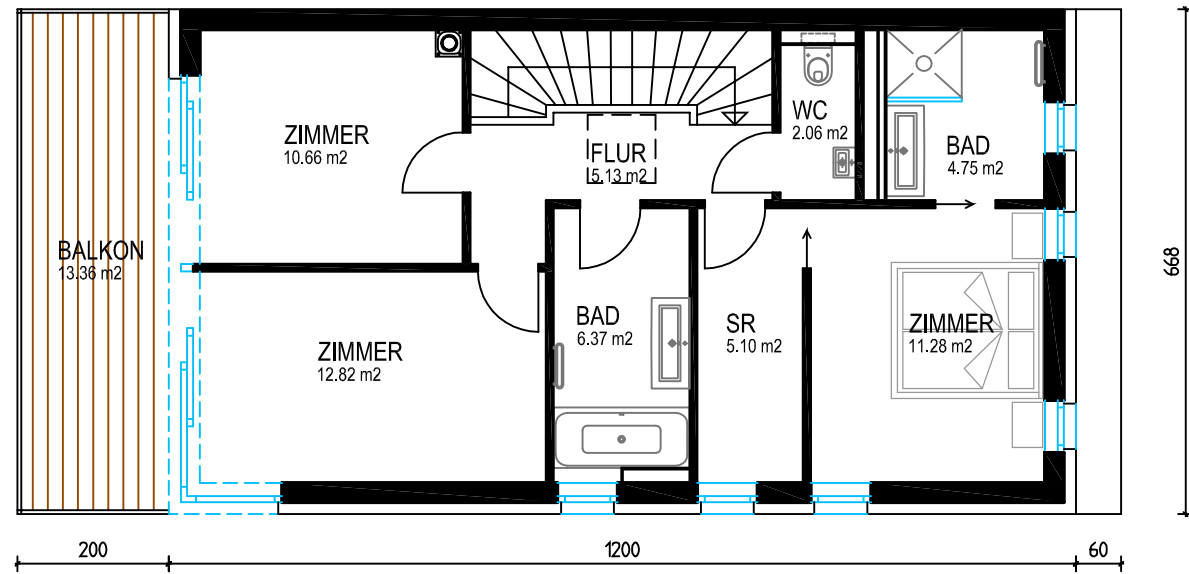 ZIMMER
10.66 m2
FLUR
5.13 m2
WC
2.06 m2
BAD
4.75 m2
BALKON
13.36 m2
ZIMMER
12.82 m2
BAD
6.37 m2
SR
5.10 m2
ZIMMER
11.28 m2
668
200
1200
60